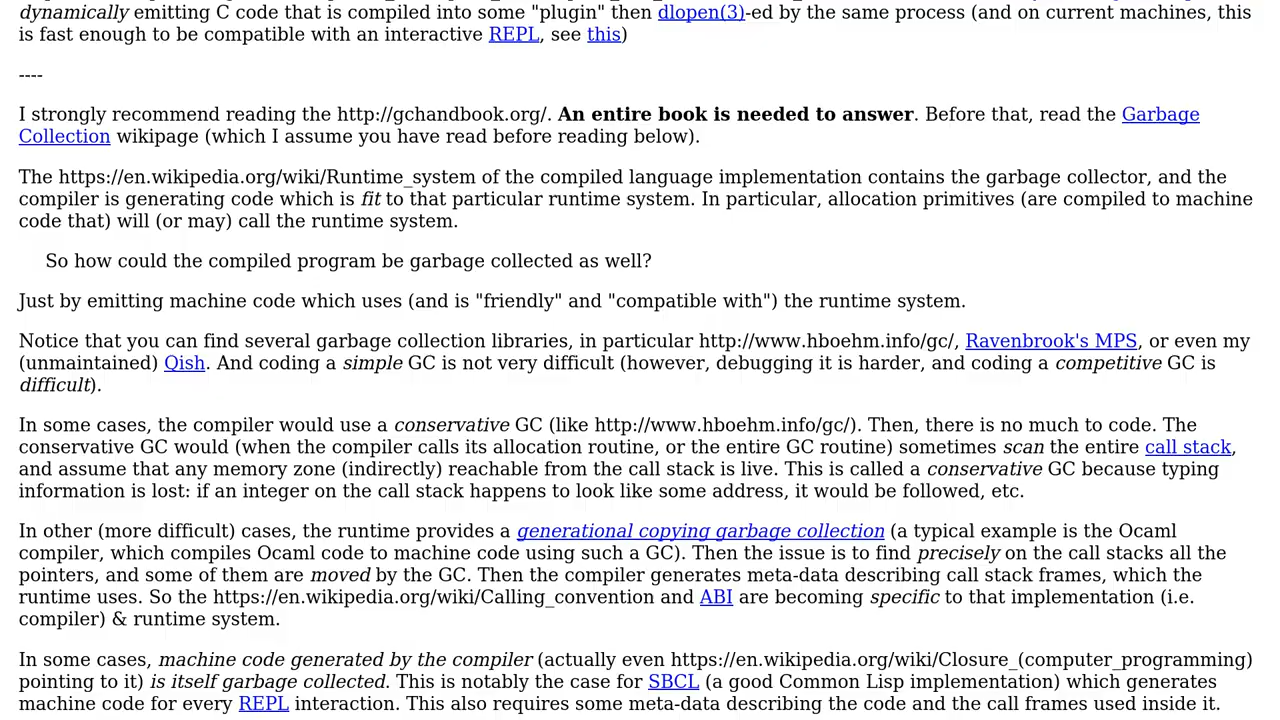 dynamically emitting C code that is compiled into some "plugin" then dlopen(3)-ed by the same process (and on current machines, this
is fast enough to be compatible with an interactive REPL, see this)
----
I strongly recommend reading the http://gchandbook.org/. An entire book is needed to answer. Before that, read the Garbage
Collection wikipage (which I assume you have read before reading below).
The https://en.wikipedia.org/wiki/Runtime_system of the compiled language implementation contains the garbage collector, and the
compiler is generating code which is fit to that particular runtime system. In particular, allocation primitives (are compiled to machine
code that) will (or may) call the runtime system.
So how could the compiled program be garbage collected as well?
Just by emitting machine code which uses (and is "friendly" and "compatible with") the runtime system.
Notice that you can find several garbage collection libraries, in particular http://www.hboehm.info/gc/, Ravenbrook's MPS, or even my
(unmaintained) Qish. And coding a simple GC is not very difficult (however, debugging it is harder, and coding a competitive GC is
difficult).
In some cases, the compiler would use a conservative GC (like http://www.hboehm.info/gc/). Then, there is no much to code. The
conservative GC would (when the compiler calls its allocation routine, or the entire GC routine) sometimes scan the entire call stack,
and assume that any memory zone (indirectly) reachable from the call stack is live. This is called a conservative GC because typing
information is lost: if an integer on the call stack happens to look like some address, it would be followed, etc.
In other (more difficult) cases, the runtime provides a generational copying garbage collection (a typical example is the Ocaml
compiler, which compiles Ocaml code to machine code using such a GC). Then the issue is to find precisely on the call stacks all the
pointers, and some of them are moved by the GC. Then the compiler generates meta-data describing call stack frames, which the
runtime uses. So the https://en.wikipedia.org/wiki/Calling_convention and ABI are becoming specific to that implementation (i.e.
compiler) & runtime system.
In some cases, machine code generated by the compiler (actually even https://en.wikipedia.org/wiki/Closure_(computer_programming)
pointing to it) is itself garbage collected. This is notably the case for SBCL (a good Common Lisp implementation) which generates
machine code for every REPL interaction. This also requires some meta-data describing the code and the call frames used inside it.